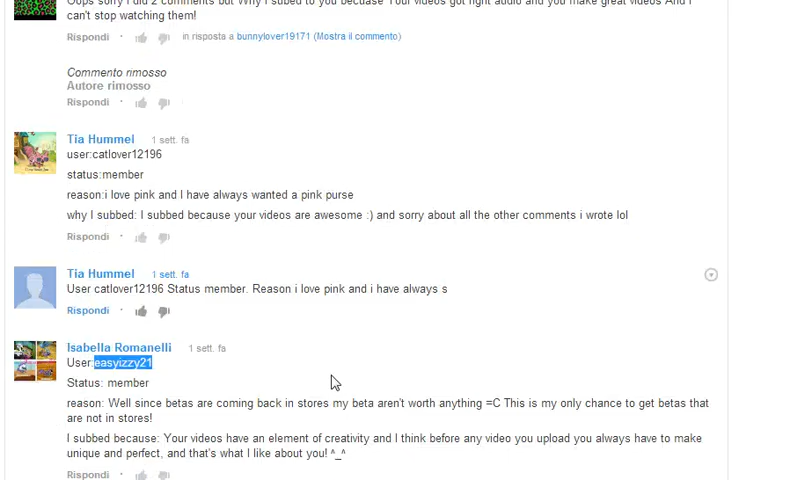 Oops sorry I did 2 comments but Why I subed to you becuase Your videos got right audio and you make great videos And I
can't stop watching them!
Rispondi · in risposta a bunnylover19171 (Mostra il commento)
Commento rimosso
Autore rimosso
Rispondi ·
Tia Hummel 1 sett. fa
user:catlover12196
status:member
reason:i love pink and I have always wanted a pink purse
why I subbed: I subbed because your videos are awesome :) and sorry about all the other comments i wrote lol
Rispondi ·
Tia Hummel 1 sett. fa
User catlover12196 Status member. Reason i love pink and i have always s
Rispondi ·
Isabella Romanelli 1 sett. fa
User:easyizzy21
Status: member
reason: Well since betas are coming back in stores my beta aren't worth anything =C This is my only chance to get betas that
are not in stores!
I subbed because: Your videos have an element of creativity and I think before any video you upload you always have to make
unique and perfect, and that's what I like about you! ^_^
Rispondi ·